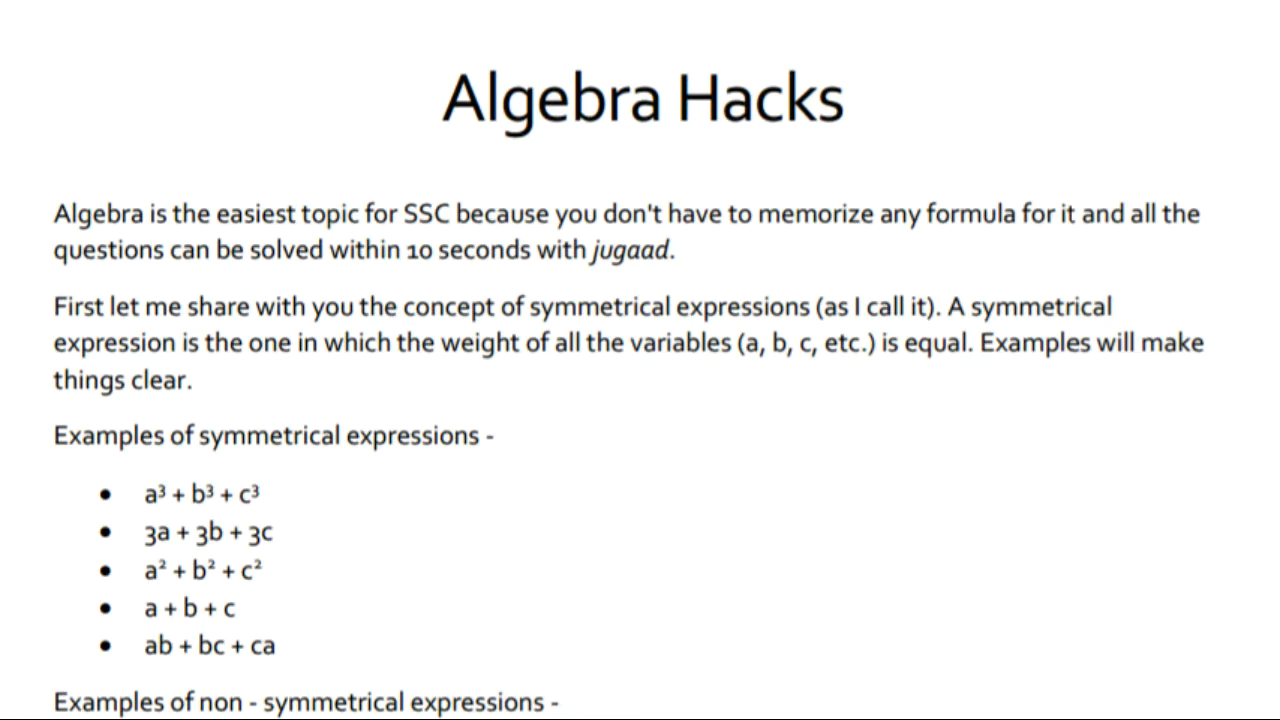 Algebra Hacks
Algebra is the easiest topic for SSC because you don't have to memorize any formula for it and all the
questions can be solved within 10 seconds with jugaad.
First let me share with you the concept of symmetrical expressions (as I call it). A symmetrical
expression is the one in which the weight of all the variables (a, b, c, etc.) is equal. Examples will make
things clear.
Examples of symmetrical expressions -
• a³ + b³ + c³
• 3a + 3b + 3c
• a² + b² + c²
• a + b + c
• ab + bc + ca
Examples of non - symmetrical expressions -